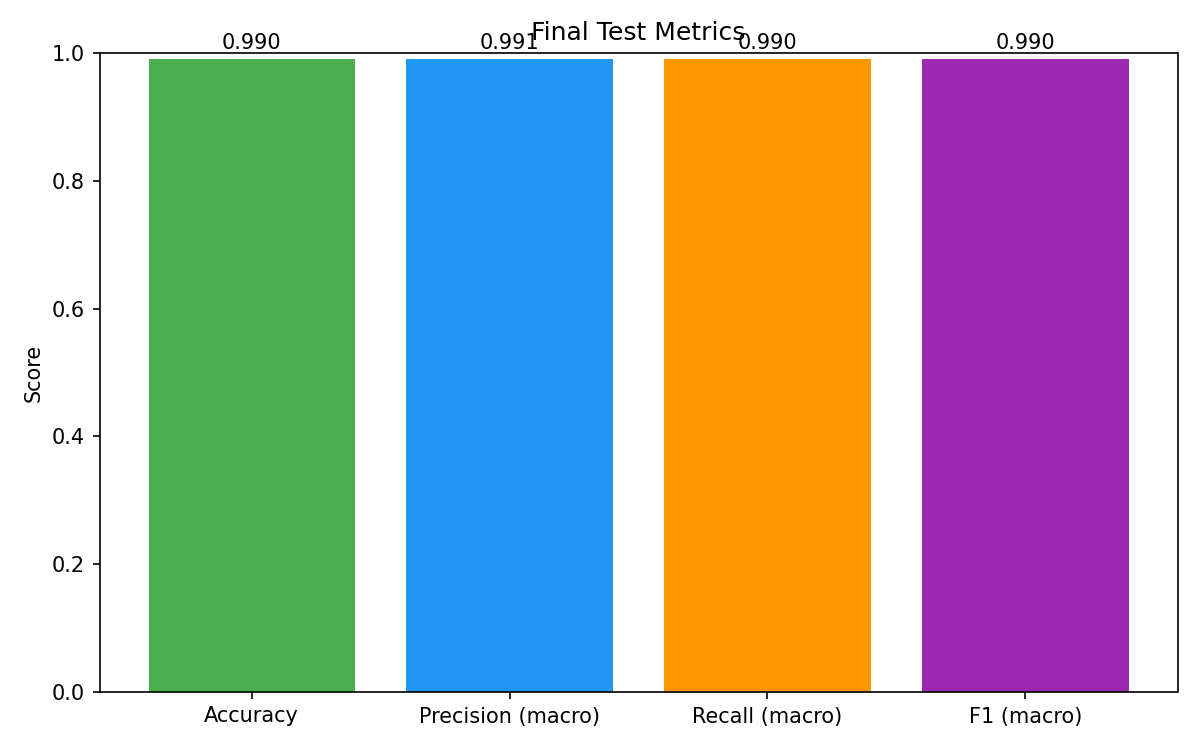 Final Test Metrics
0.990
0.991
0.990
0.990
1.0
0.8
0.6
0.4
0.2
0.0
Score
Accuracy
Precision (macro)
Recall (macro)
F1 (macro)